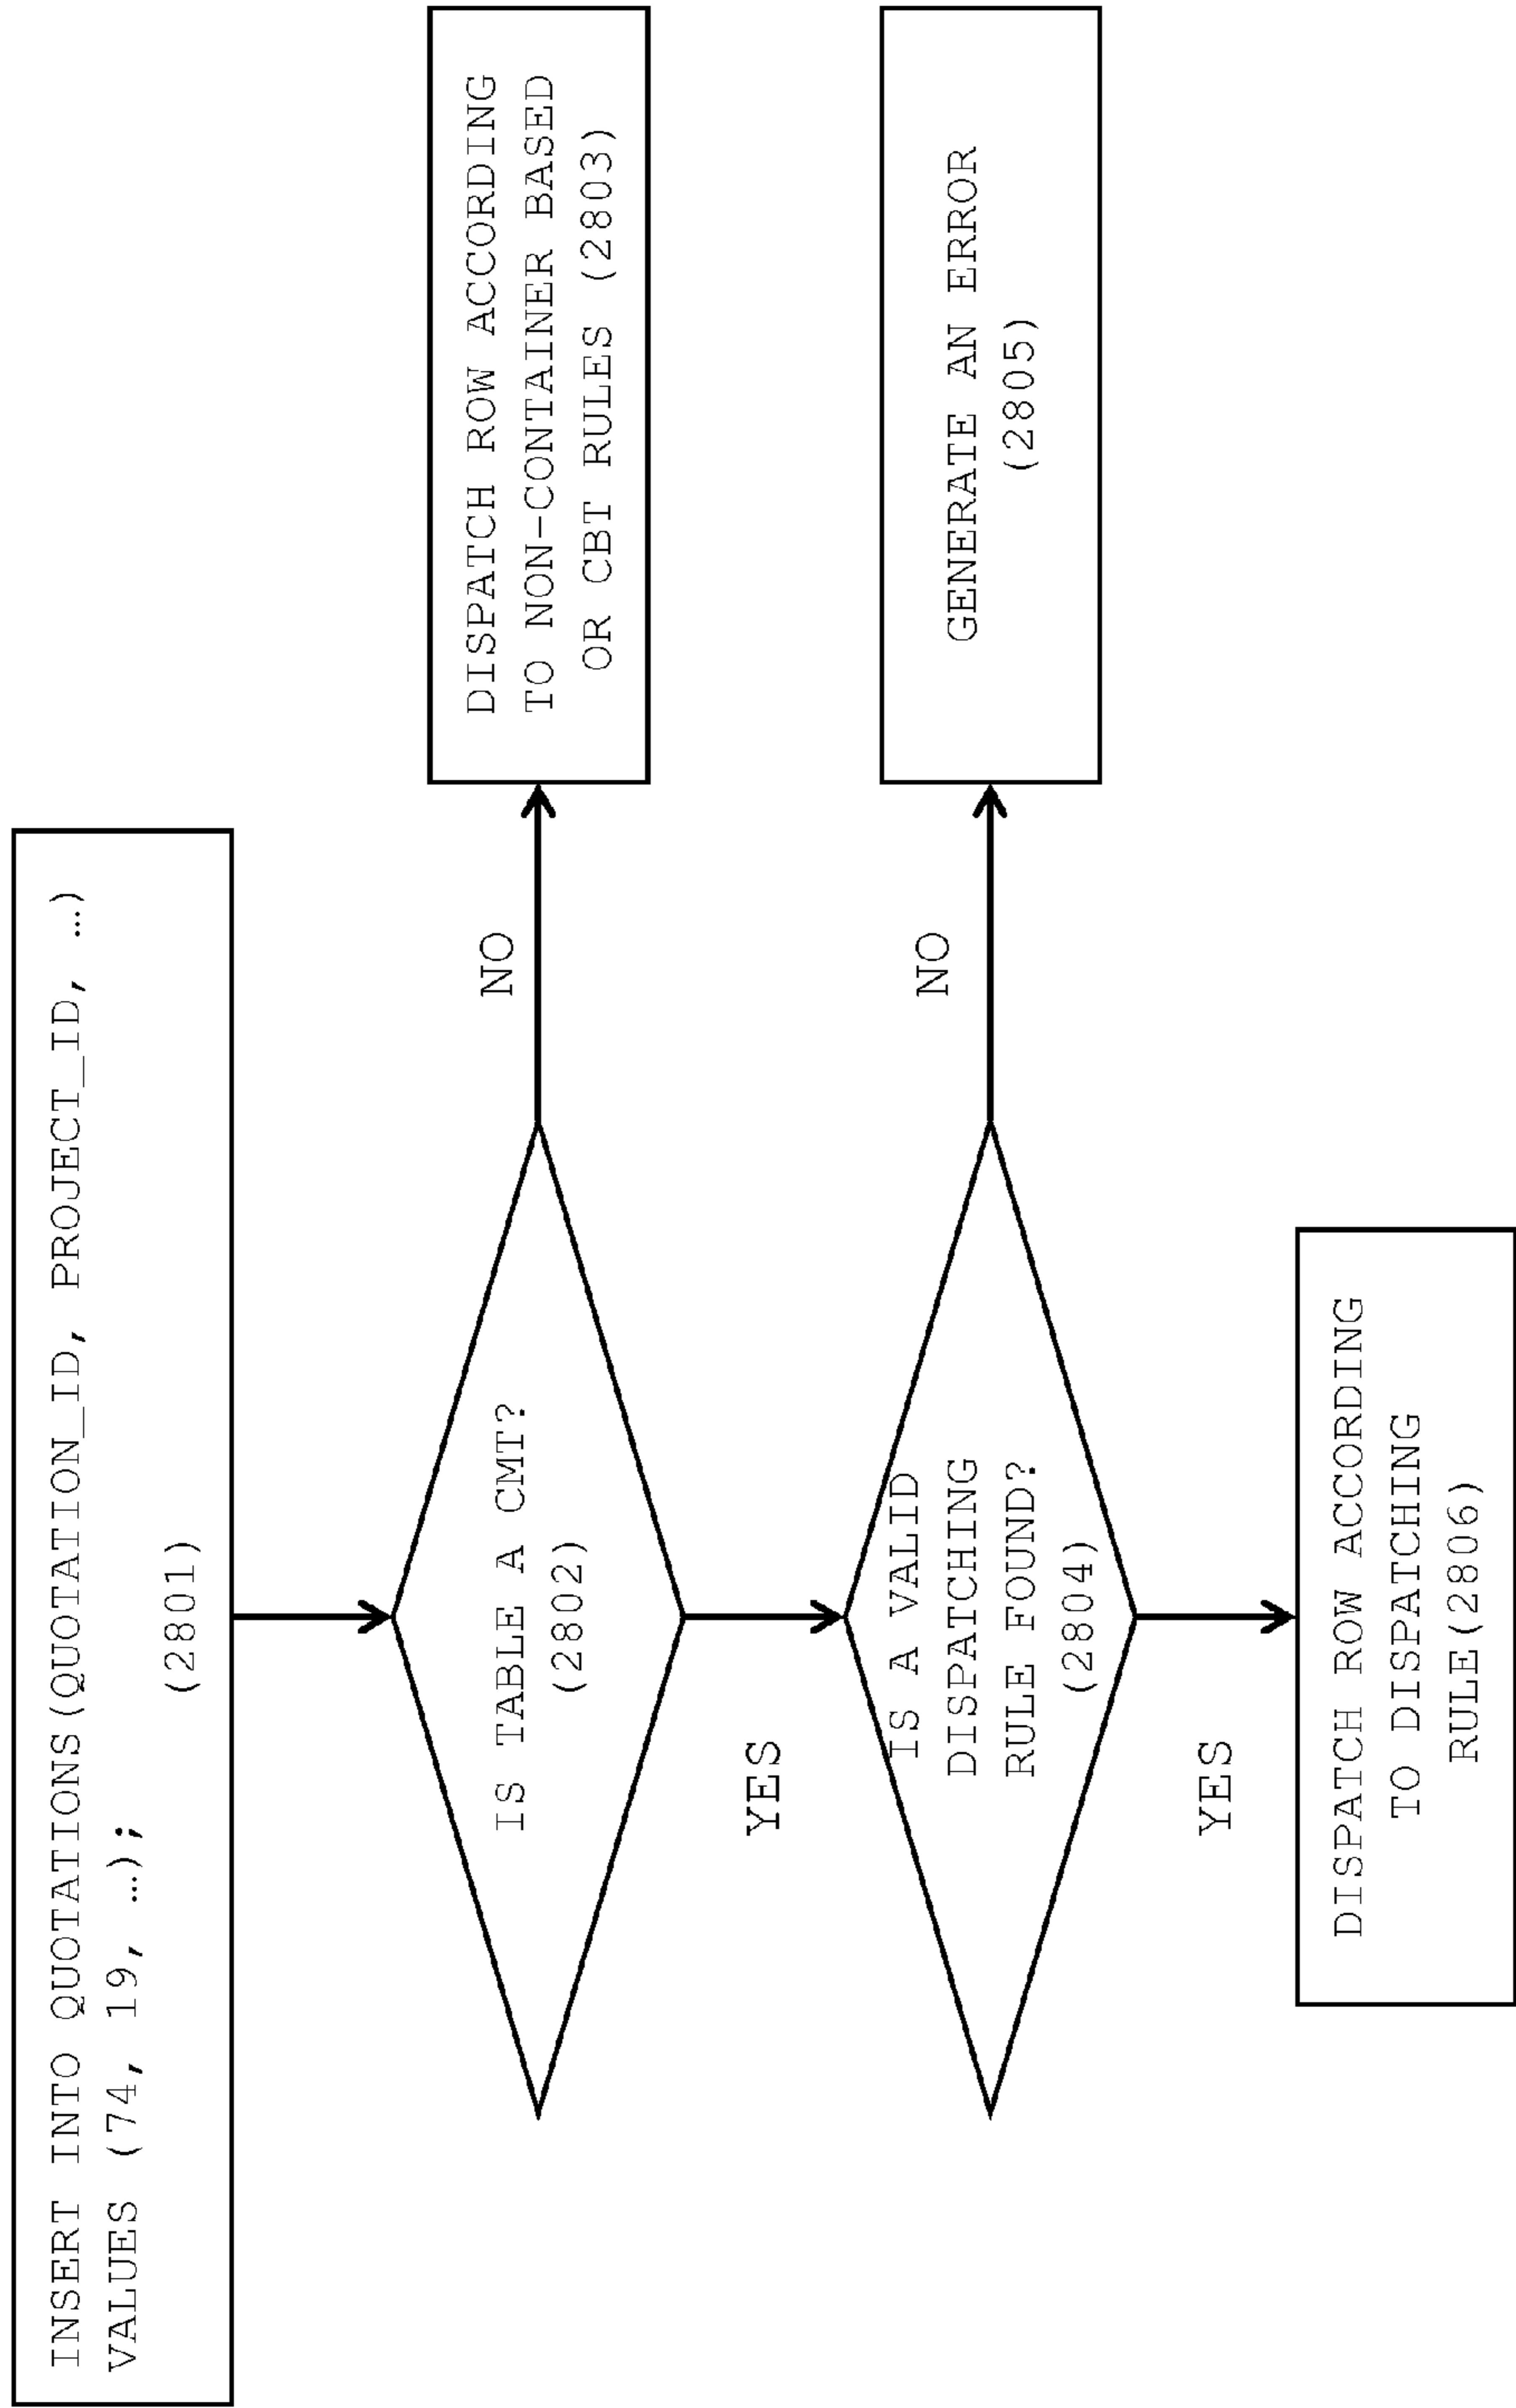 INSERT INTO QUOTATIONS(QUOTATION_ID, PROJECT_ID, …)
VALUES (74, 19, …);
(2801)
IS TABLE A CMT?
(2802)
NO
DISPATCH ROW ACCORDING
TO NON-CONTAINER BASED
OR CBT RULES (2803)
YES
IS A VALID
DISPATCHING
RULE FOUND?
(2804)
NO
GENERATE AN ERROR
(2805)
YES
DISPATCH ROW ACCORDING
TO DISPATCHING
RULE(2806)